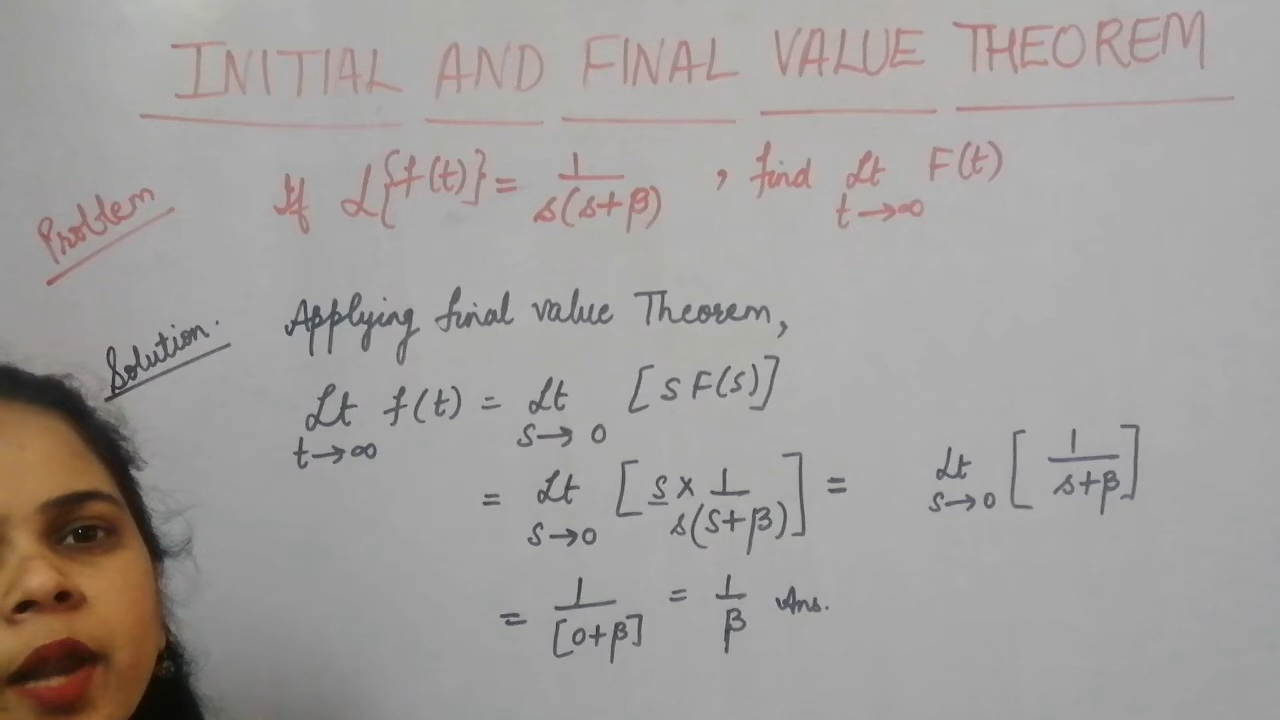 INITIAL AND FINAL VALUE THEOREM
Problem
If ℒ{f(t)} = 1/s(s+β) , find Lt t→∞ F(t)
Solution.
Applying final value Theorem,
Lt t→∞ f(t) = Lt s→0 [s F(s)]
= Lt s→0 [s × 1/s(s+β)] = Lt s→0 [1/s+β]
= 1/[0+β] = 1/β Ans.